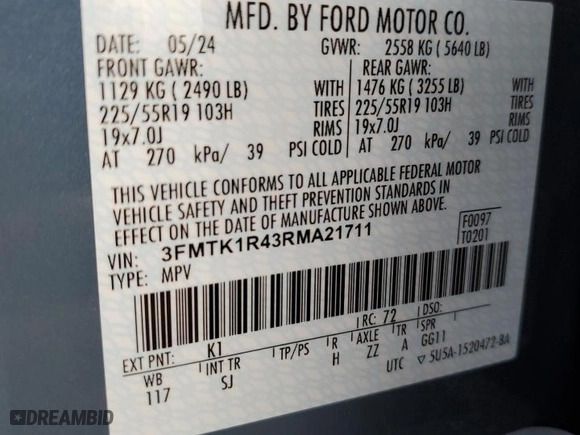 MFD. BY FORD MOTOR CO.
DATE: 05/24 GVWR: 2558 KG ( 5640 LB)
FRONT GAWR: REAR GAWR:
1129 KG ( 2490 LB) WITH 1476 KG ( 3255 LB) WITH
225/55R19 103H TIRES 225/55R19 103H TIRES
19x7.0J RIMS 19x7.0J RIMS
AT 270 kPa/ 39 PSI COLD AT 270 kPa/ 39 PSI COLD
THIS VEHICLE CONFORMS TO ALL APPLICABLE FEDERAL MOTOR
VEHICLE SAFETY AND THEFT PREVENTION STANDARDS IN
EFFECT ON THE DATE OF MANUFACTURE SHOWN ABOVE.
3FMTK1R43RMA21711 F0097
TYPE: MPV T0201
EXT PNT: K1 RC: 72 DSO:
WB INT TR TP/PS R AXLE TR SPR
117 SJ H ZZ A GG11
UTC ▽ 5U5A-1520472-BA
DREAMBID